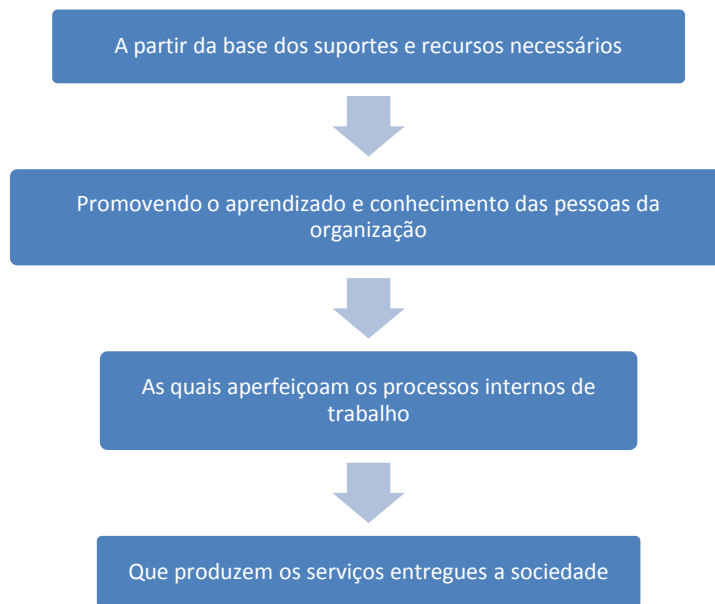 A partir da base dos suportes e recursos necessários
Promovendo o aprendizado e conhecimento das pessoas da
organização
As quais aperfeiçoam os processos internos de
trabalho
Que produzem os serviços entregues a sociedade